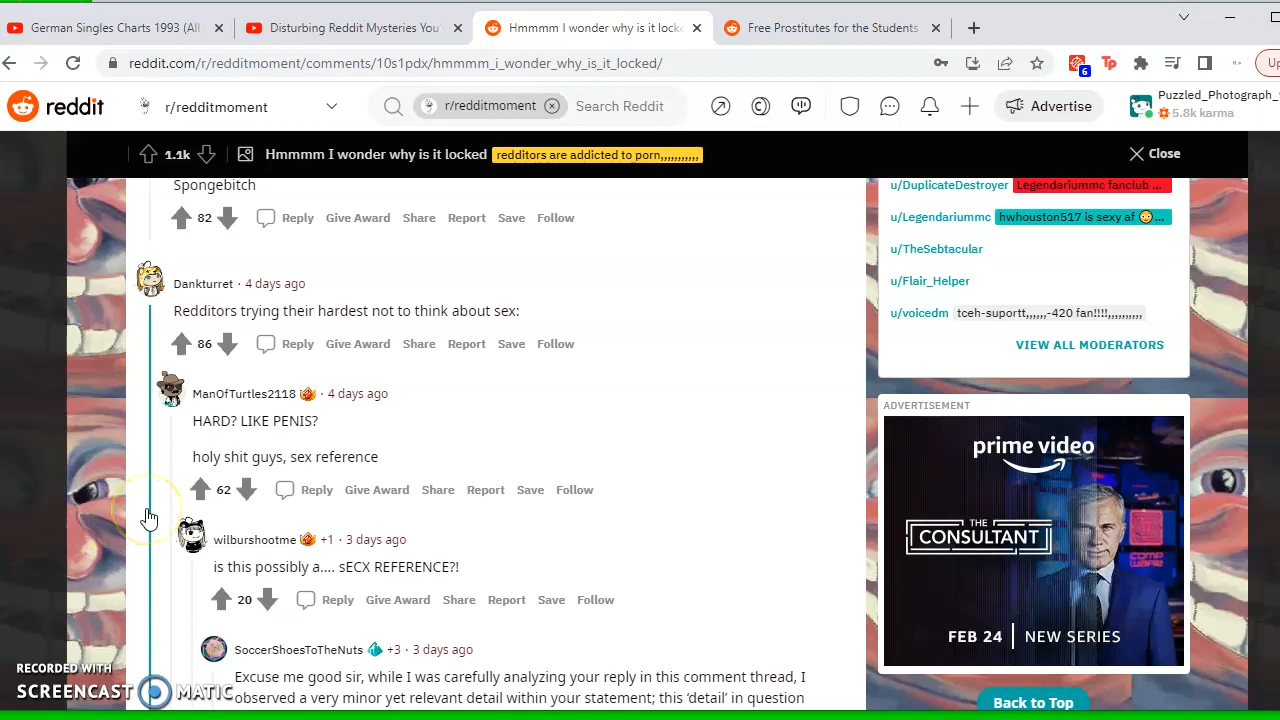 German Singles Charts 1993 (All
Disturbing Reddit Mysteries You'
Hmmmm I wonder why is it locke
Free Prostitutes for the Students
reddit.com/r/redditmoment/comments/10s1pdx/hmmmm_i_wonder_why_is_it_locked/
6
Tp
Up
reddit
r/redditmoment
r/redditmoment
Search Reddit
Advertise
Puzzled_Photograph_
5.8k karma
1.1k
Hmmmm I wonder why is it locked
redditors are addicted to porn,,,,,,,,,,,
Close
Spongebitch
82 Reply Give Award Share Report Save Follow
Dankturret · 4 days ago
Redditors trying their hardest not to think about sex:
86 Reply Give Award Share Report Save Follow
ManOfTurtles2118 · 4 days ago
HARD? LIKE PENIS?
holy shit guys, sex reference
62 Reply Give Award Share Report Save Follow
wilburshootme +1 · 3 days ago
is this possibly a.... sECX REFERENCE?!
20 Reply Give Award Share Report Save Follow
SoccerShoesToTheNuts +3 · 3 days ago
Excuse me good sir, while I was carefully analyzing your reply in this comment thread, I
observed a very minor yet relevant detail within your statement; this 'detail' in question
u/DuplicateDestroyer Legendariummc fanclub ...
u/Legendariummc hwhouston517 is sexy af 😳...
u/TheSebtacular
u/Flair_Helper
u/voicedm tceh-suportt,,,,,,-420 fan!!!!,,,,,,,,,,
VIEW ALL MODERATORS
ADVERTISEMENT
prime video
THE
CONSULTANT
COMP
WARE
FEB 24 | NEW SERIES
Back to Top
RECORDED WITH
SCREENCAST MATIC